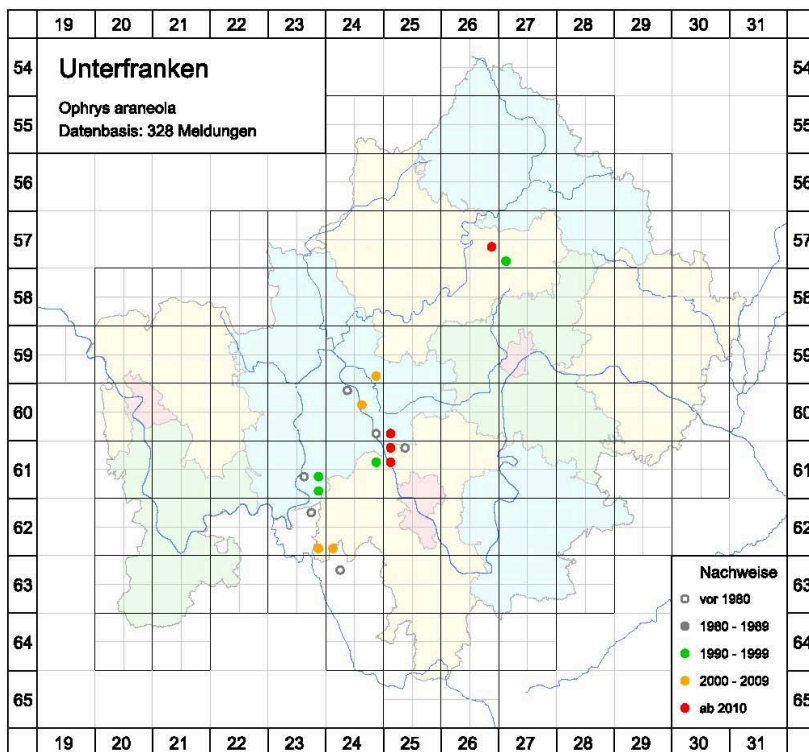 19 20 21 22 23 24 25 26 27 28 29 30 31
54 54
Unterfranken
Ophrys araneola
55 55
Datenbasis: 328 Meldungen
56 56
57 57
58 58
59 59
60 60
61 61
62 62
63 63
64 64
65 65
Nachweise
vor 1980
1980 - 1989
1990 - 1999
2000 - 2009
ab 2010
19 20 21 22 23 24 25 26 27 28 29 30 31